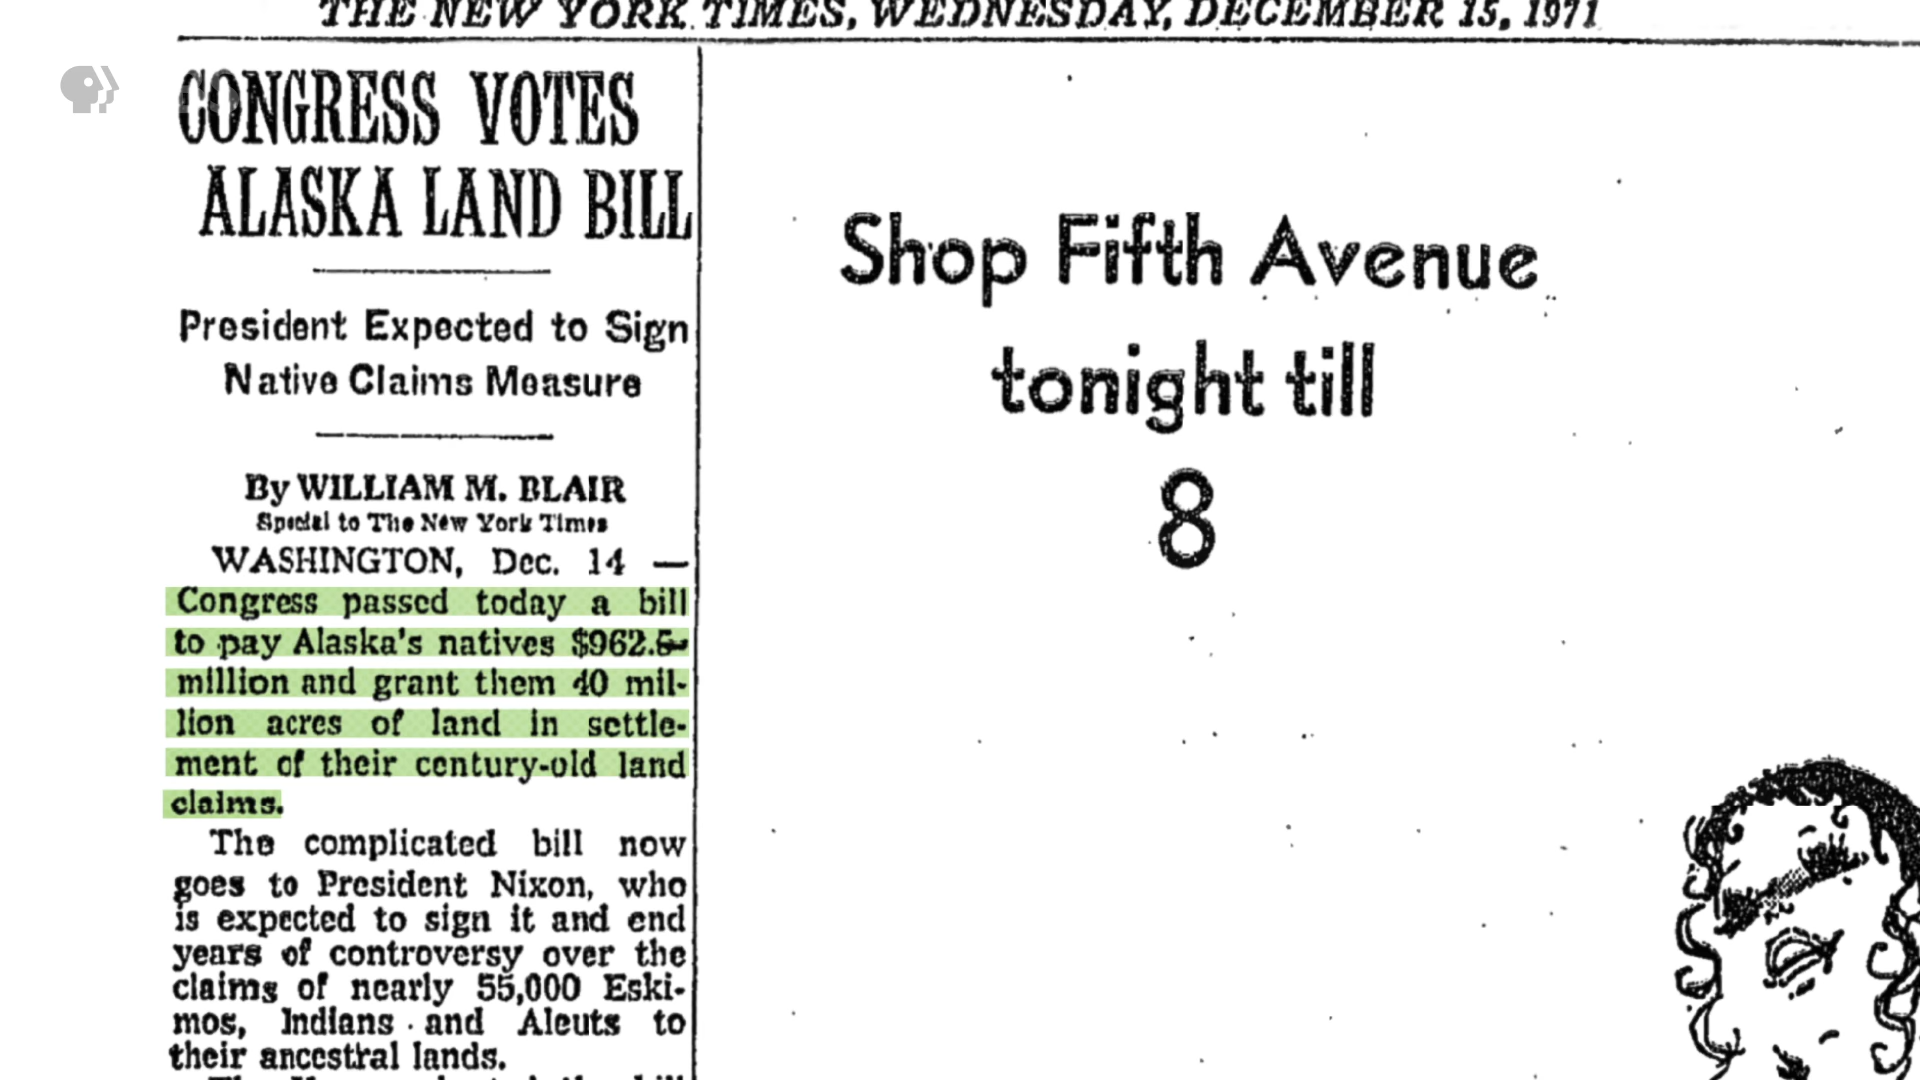 THE NEW YORK TIMES, WEDNESDAY, DECEMBER 15, 1971
CONGRESS VOTES
ALASKA LAND BILL
President Expected to Sign
Native Claims Measure
By WILLIAM M. BLAIR
Special to The New York Times
WASHINGTON, Dec. 14 —
Congress passed today a bill
to pay Alaska's natives $962.5-
million and grant them 40 mil-
lion acres of land in settle-
ment of their century-old land
claims.
The complicated bill now
goes to President Nixon, who
is expected to sign it and end
years of controversy over the
claims of nearly 55,000 Eski-
mos, Indians and Aleuts to
their ancestral lands.
Shop Fifth Avenue
tonight till
8